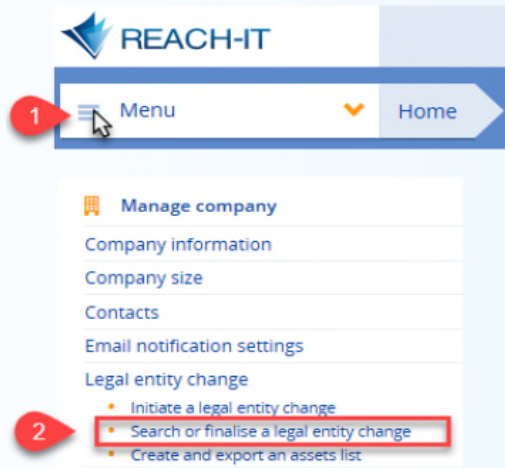 REACH-IT
1
Menu
Home
Manage company
Company information
Company size
Contacts
Email notification settings
Legal entity change
Initiate a legal entity change
2
Search or finalise a legal entity change
Create and export an assets list